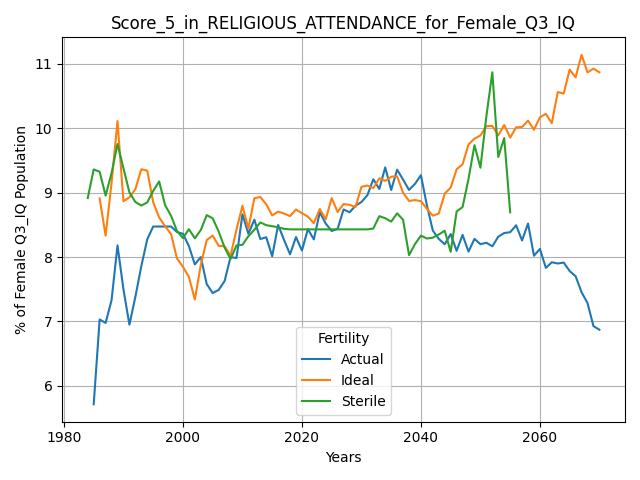 Score_5_in_RELIGIOUS_ATTENDANCE_for_Female_Q3_IQ
% of Female Q3_IQ Population
11
10
9
8
7
6
Fertility
Actual
Ideal
Sterile
1980
2000
2020
2040
2060
Years